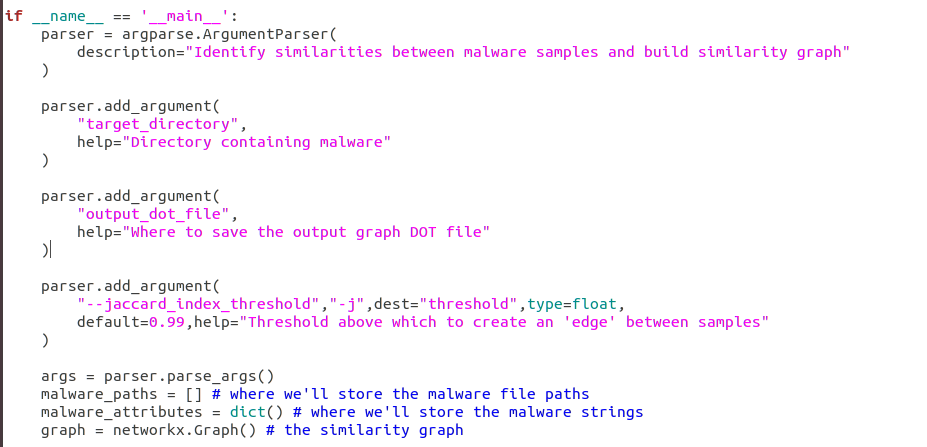 if __name__ == '__main__':
    parser = argparse.ArgumentParser(
        description="Identify similarities between malware samples and build similarity graph"
    )

    parser.add_argument(
        "target_directory",
        help="Directory containing malware"
    )

    parser.add_argument(
        "output_dot_file",
        help="Where to save the output graph DOT file"
    )

    parser.add_argument(
        "--jaccard_index_threshold","-j",dest="threshold",type=float,
        default=0.99,help="Threshold above which to create an 'edge' between samples"
    )

    args = parser.parse_args()
    malware_paths = [] # where we'll store the malware file paths
    malware_attributes = dict() # where we'll store the malware strings
    graph = networkx.Graph() # the similarity graph